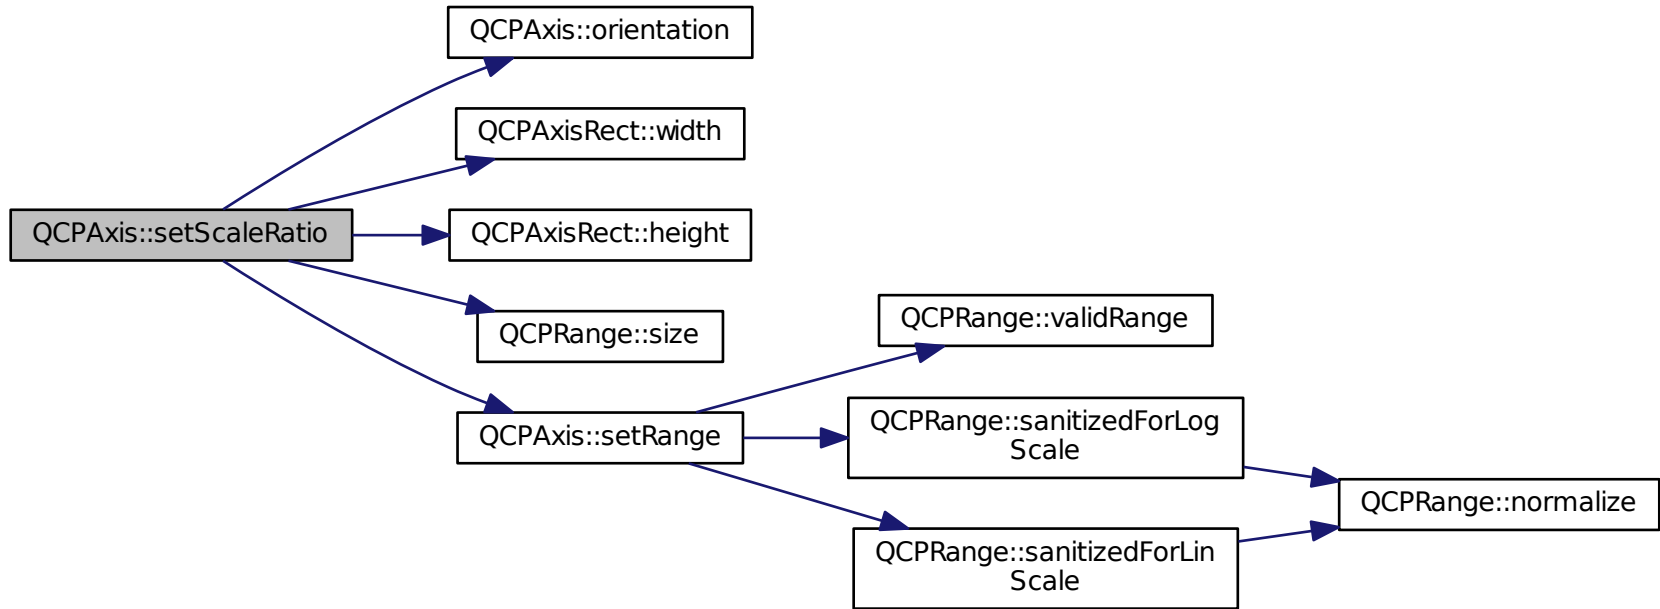 QCPAxis::orientation
QCPAxisRect::width
QCPAxis::setScaleRatio
QCPAxisRect::height
QCPRange::size
QCPAxis::setRange
QCPRange::validRange
QCPRange::sanitizedForLog
Scale
QCPRange::sanitizedForLin
Scale
QCPRange::normalize